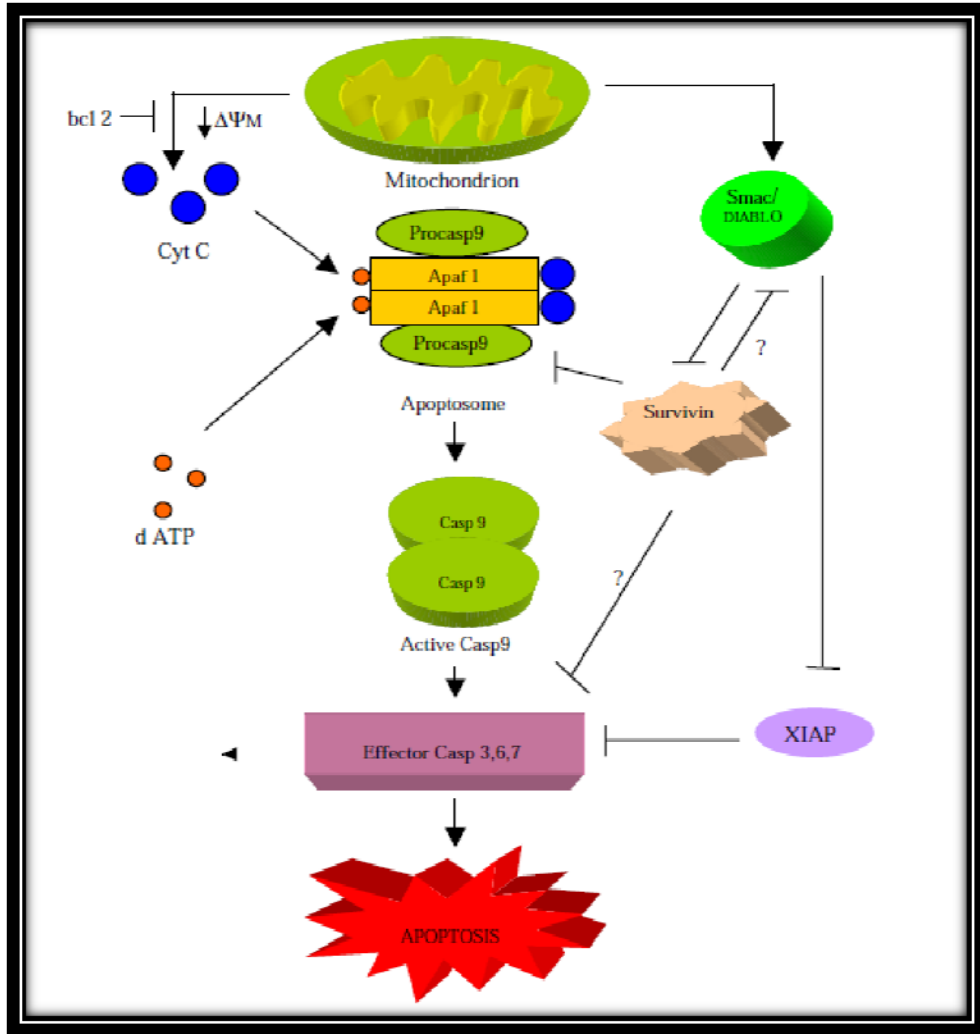 bcl 2
ΔΨM
Mitochondrion
Smac/
DIABLO
Cyt C
Procasp9
Apaf 1
Apaf 1
Procasp9
?
Apoptosome
Survivin
d ATP
Casp 9
Casp 9
?
Active Casp9
XIAP
Effector Casp 3,6,7
APOPTOSIS